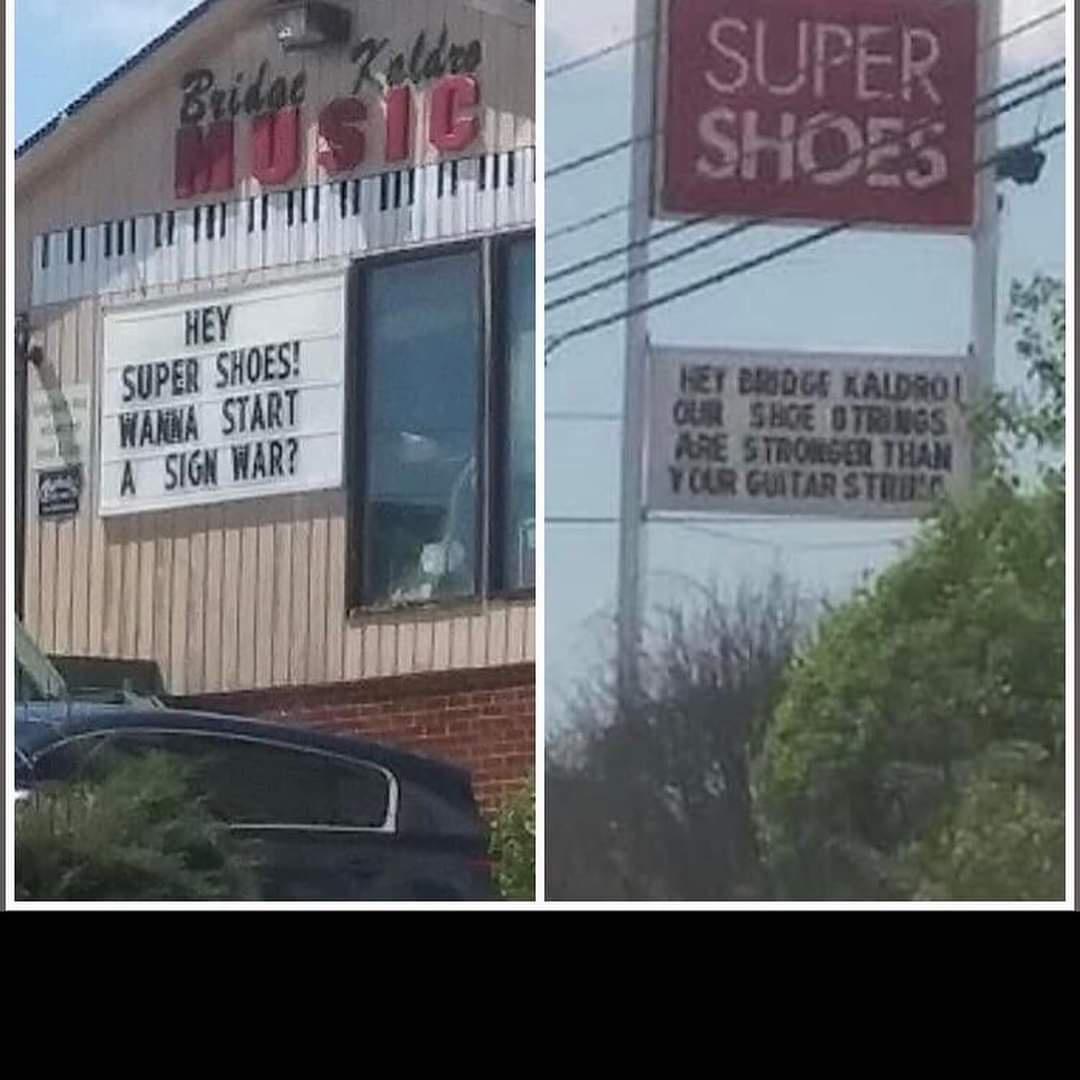 Bridge Kaldro
MUSIC
HEY
SUPER SHOES!
WANNA START
A SIGN WAR?
SUPER
SHOES
HEY BRIDGE KALDRO!
OUR SHOE STRINGS
ARE STRONGER THAN
YOUR GUITAR STRING